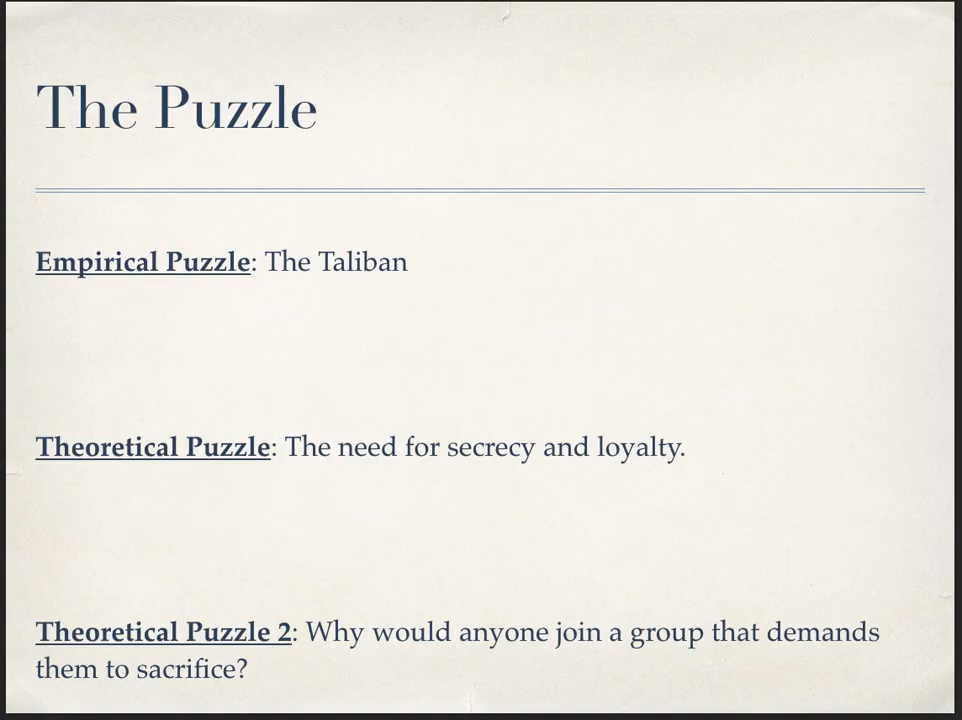 The Puzzle
Empirical Puzzle: The Taliban
Theoretical Puzzle: The need for secrecy and loyalty.
Theoretical Puzzle 2: Why would anyone join a group that demands
them to sacrifice?